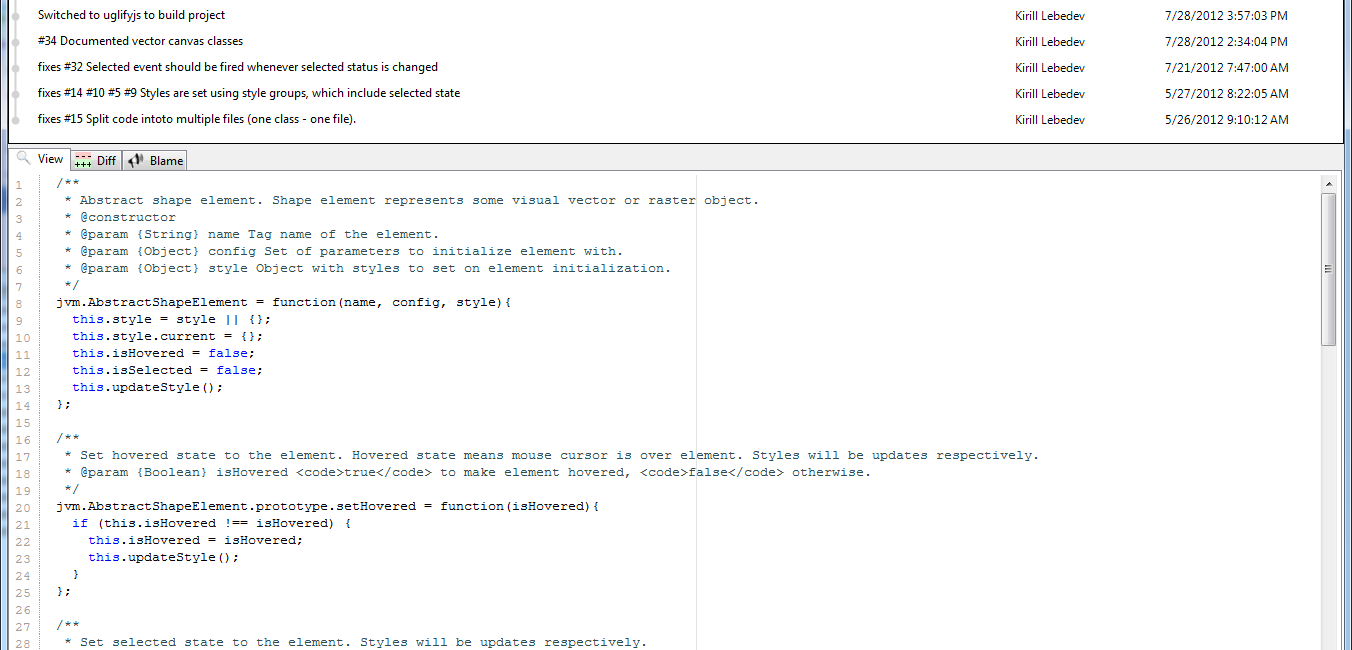 Switched to uglifyjs to build project Kirill Lebedev 7/28/2012 3:57:03 PM
#34 Documented vector canvas classes Kirill Lebedev 7/28/2012 2:34:04 PM
fixes #32 Selected event should be fired whenever selected status is changed Kirill Lebedev 7/21/2012 7:47:00 AM
fixes #14 #10 #5 #9 Styles are set using style groups, which include selected state Kirill Lebedev 5/27/2012 8:22:05 AM
fixes #15 Split code intoto multiple files (one class - one file). Kirill Lebedev 5/26/2012 9:10:12 AM
View Diff Blame
1 /**
2  * Abstract shape element. Shape element represents some visual vector or raster object.
3  * @constructor
4  * @param {String} name Tag name of the element.
5  * @param {Object} config Set of parameters to initialize element with.
6  * @param {Object} style Object with styles to set on element initialization.
7  */
8 jvm.AbstractShapeElement = function(name, config, style){
9   this.style = style || {};
10   this.style.current = {};
11   this.isHovered = false;
12   this.isSelected = false;
13   this.updateStyle();
14 };
15
16 /**
17  * Set hovered state to the element. Hovered state means mouse cursor is over element. Styles will be updates respectively.
18  * @param {Boolean} isHovered <code>true</code> to make element hovered, <code>false</code> otherwise.
19  */
20 jvm.AbstractShapeElement.prototype.setHovered = function(isHovered){
21   if (this.isHovered !== isHovered) {
22     this.isHovered = isHovered;
23     this.updateStyle();
24   }
25 };
26
27 /**
28  * Set selected state to the element. Styles will be updates respectively.